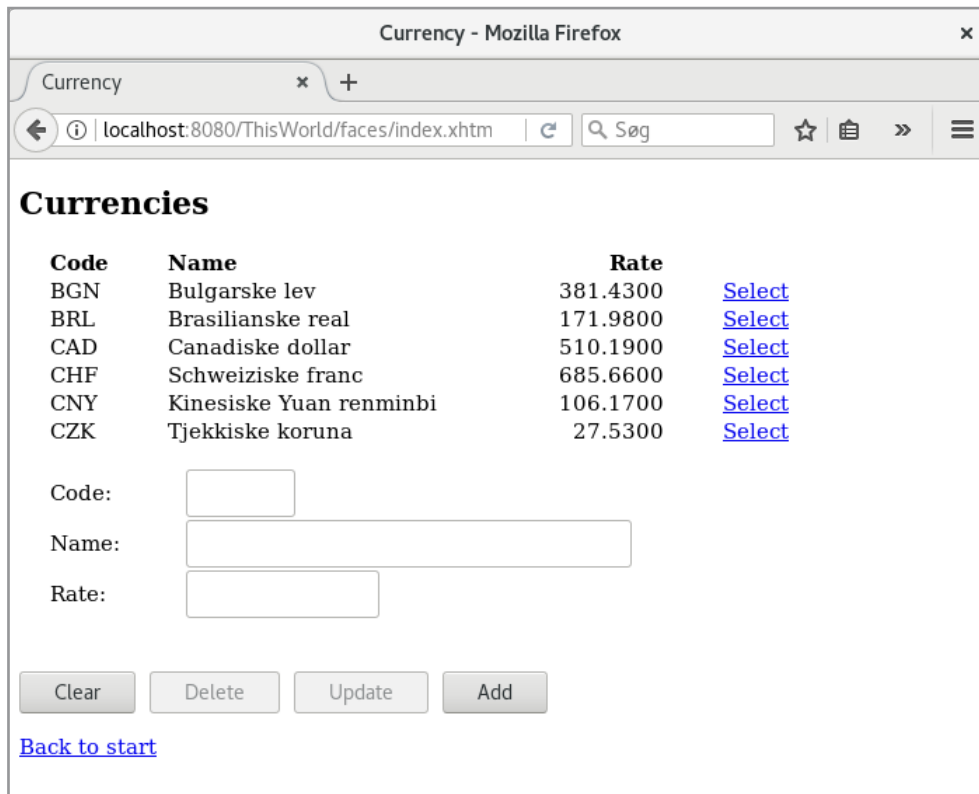 Currency - Mozilla Firefox
Currency
localhost:8080/ThisWorld/faces/index.xhtm
Søg
Currencies
Code Name Rate
BGN Bulgarske lev 381.4300 Select
BRL Brasilianske real 171.9800 Select
CAD Canadiske dollar 510.1900 Select
CHF Schweiziske franc 685.6600 Select
CNY Kinesiske Yuan renminbi 106.1700 Select
CZK Tjekkiske koruna 27.5300 Select
Code:
Name:
Rate:
Clear Delete Update Add
Back to start